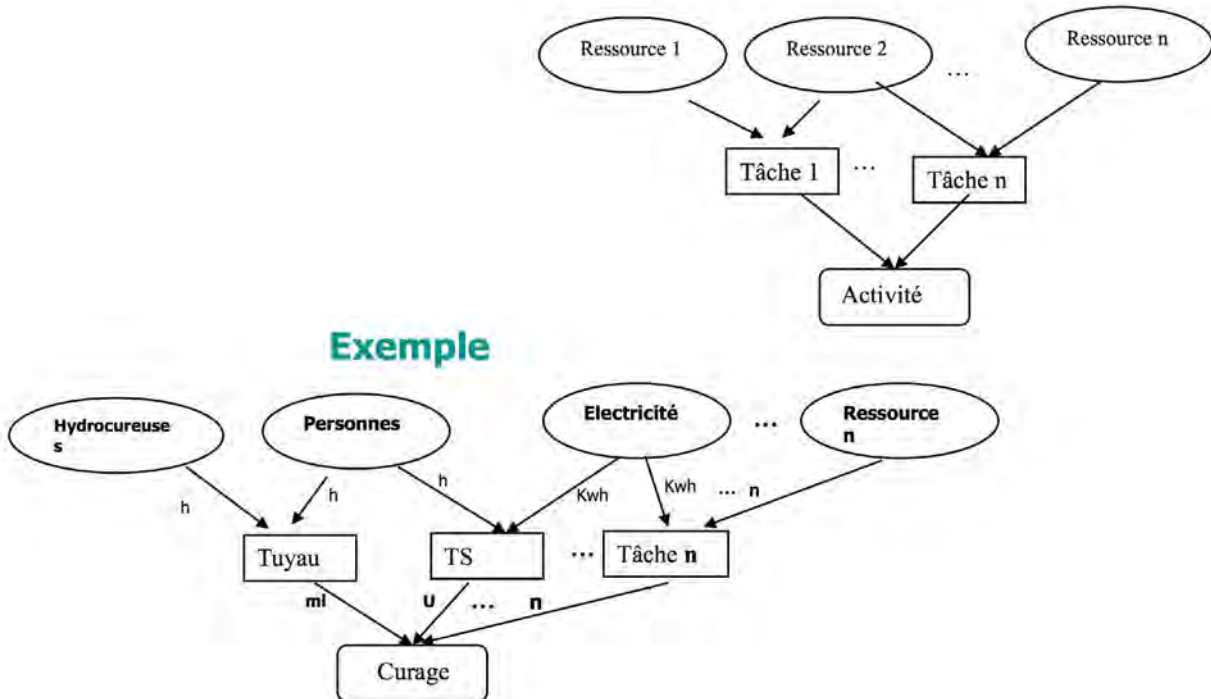 Ressource 1
Ressource 2
...
Ressource n
Tâche 1
...
Tâche n
Activité
Exemple
Hydrocureuse
s
Personnes
Electricité
...
Ressource
n
h
h
h
Kwh
Kwh
... n
Tuyau
TS
...
Tâche n
ml
U
...
n
Curage